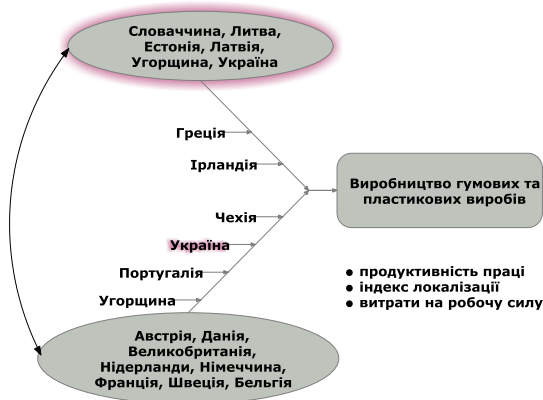 Словаччина, Литва,
Естонія, Латвія,
Угорщина, Україна
Греція
Ірландія
Виробництво гумових та
пластикових виробів
Чехія
Україна
Португалія
Угорщина
● продуктивність праці
● індекс локалізації
● витрати на робочу силу
Австрія, Данія,
Великобританія,
Нідерланди, Німеччина,
Франція, Швеція, Бельгія